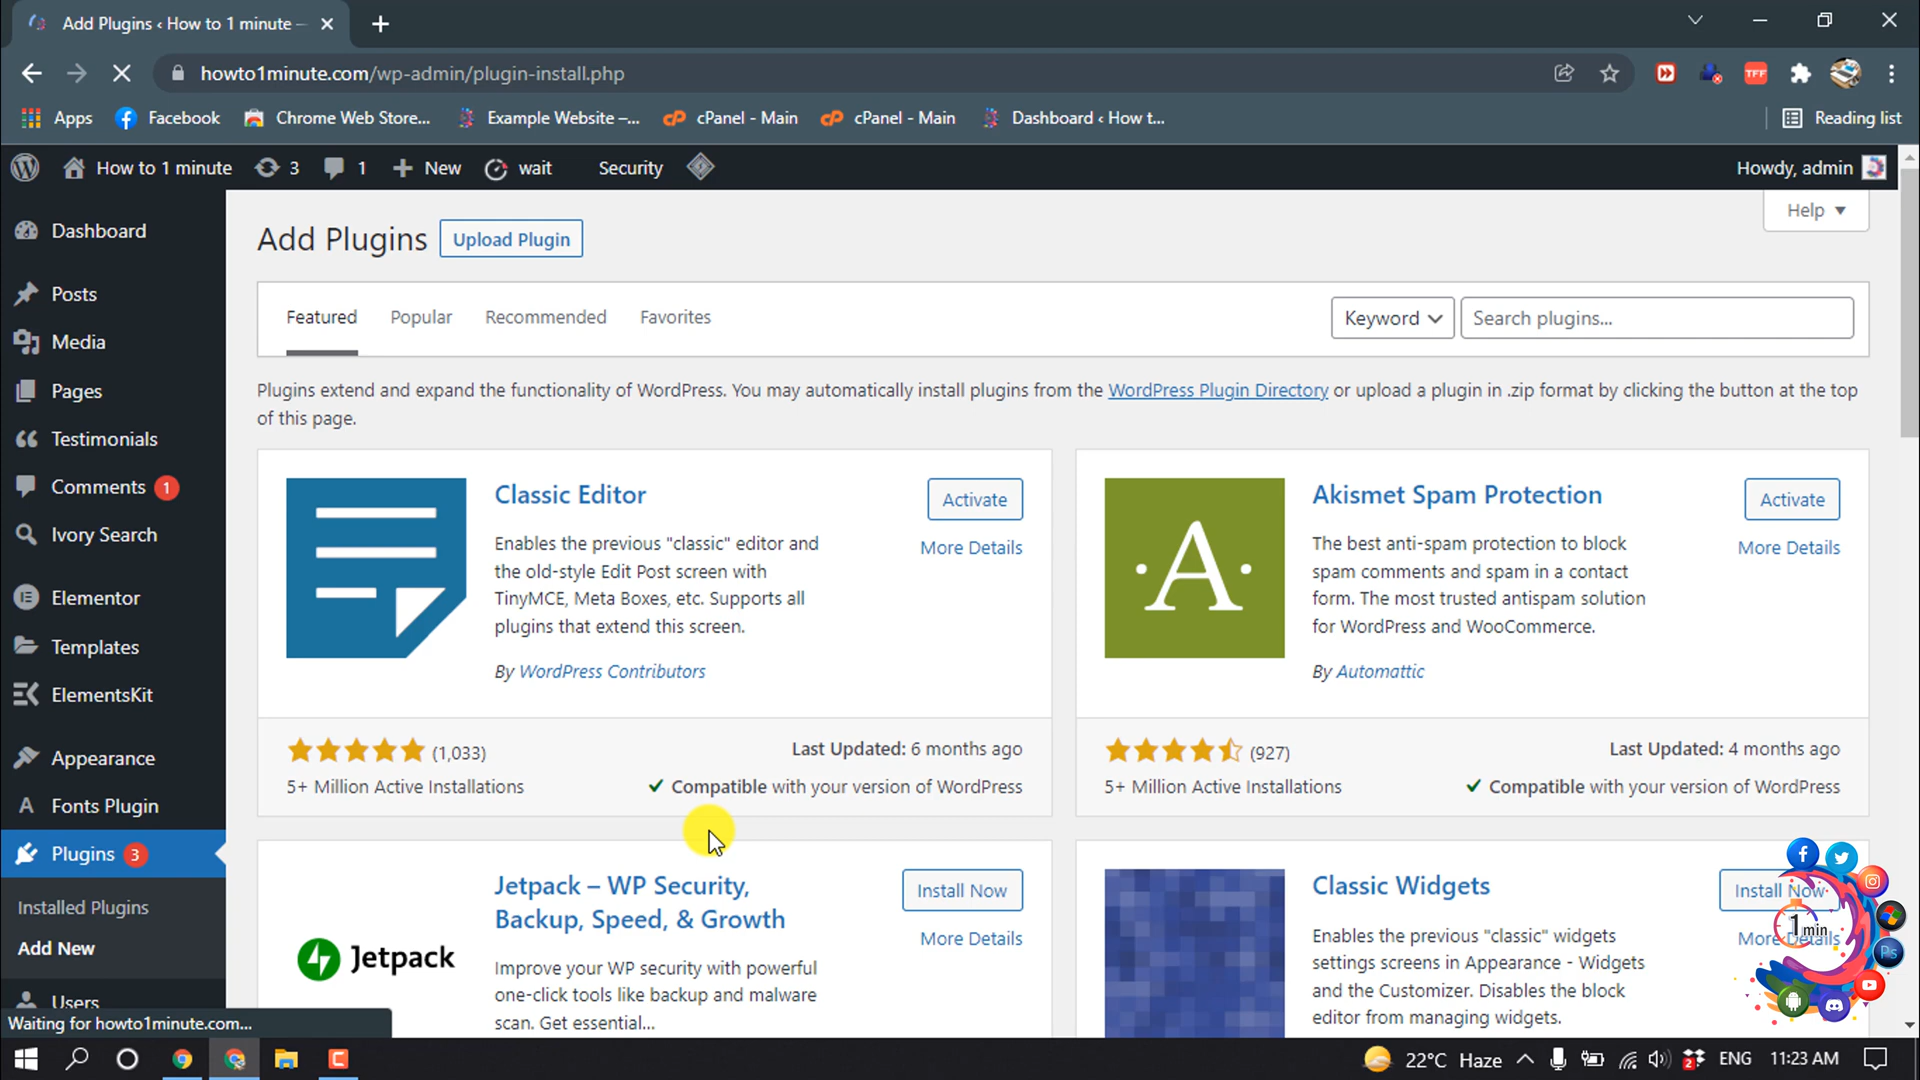 Add Plugins ‹ How to 1 minute —
howto1minute.com/wp-admin/plugin-install.php
TFF
Apps Facebook Chrome Web Store... Example Website –... cP cPanel - Main cP cPanel - Main Dashboard ‹ How t... Reading list
How to 1 minute 3 1 New wait Security Howdy, admin
Help
Add Plugins Upload Plugin
Featured Popular Recommended Favorites Keyword Search plugins...
Plugins extend and expand the functionality of WordPress. You may automatically install plugins from the WordPress Plugin Directory or upload a plugin in .zip format by clicking the button at the top
of this page.
Dashboard
Posts
Media
Pages
Testimonials
Comments 1
Ivory Search
Elementor
Templates
ElementsKit
Appearance
Fonts Plugin
Plugins 3
Installed Plugins
Add New
Users
Classic Editor
Activate
More Details
Enables the previous "classic" editor and
the old-style Edit Post screen with
TinyMCE, Meta Boxes, etc. Supports all
plugins that extend this screen.
By WordPress Contributors
(1,033)
Last Updated: 6 months ago
5+ Million Active Installations
Compatible with your version of WordPress
A
Akismet Spam Protection
Activate
More Details
The best anti-spam protection to block
spam comments and spam in a contact
form. The most trusted antispam solution
for WordPress and WooCommerce.
By Automattic
(927)
Last Updated: 4 months ago
5+ Million Active Installations
Compatible with your version of WordPress
Jetpack
Jetpack – WP Security,
Backup, Speed, & Growth
Install Now
More Details
Improve your WP security with powerful
one-click tools like backup and malware
scan. Get essential...
Classic Widgets
Install Now
More Details
Enables the previous "classic" widgets
settings screens in Appearance - Widgets
and the Customizer. Disables the block
editor from managing widgets.
1 min
Ps
Waiting for howto1minute.com...
22°C Haze 2 ENG 11:23 AM